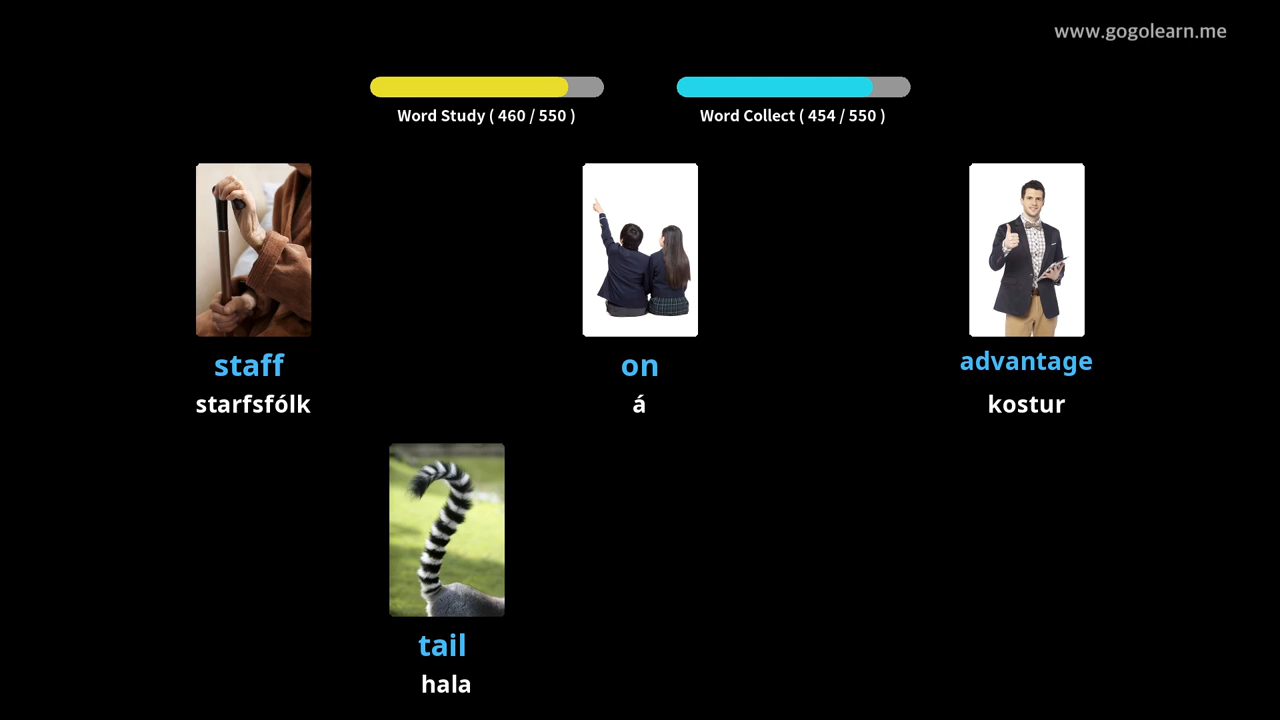 www.gogolearn.me
Word Study ( 460 / 550 )
Word Collect ( 454 / 550 )
staff
starfsfólk
on
á
advantage
kostur
tail
hala